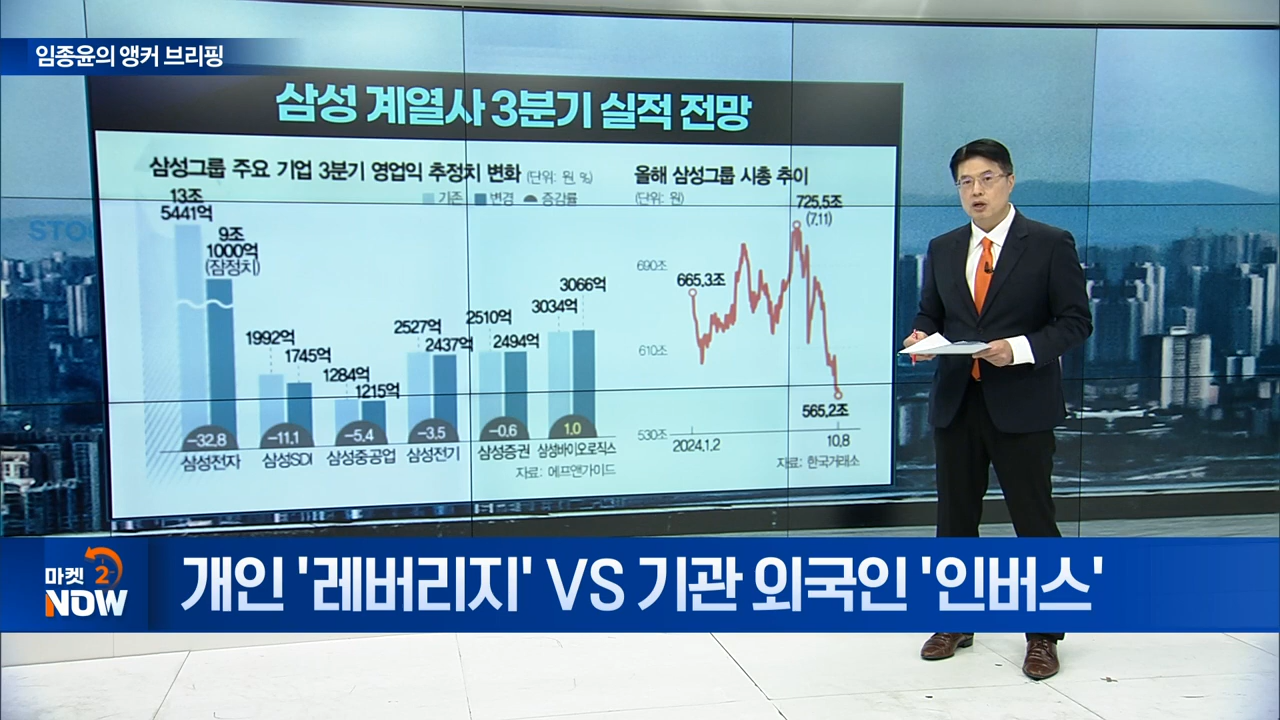 임종윤의 앵커 브리핑
삼성 계열사 3분기 실적 전망
삼성그룹 주요 기업 3분기 영업익 추정치 변화 (단위: 원, %)
기존 변경 증감률
13조
5441억
9조
1000억
(잠정치)
1992억
1745억
1284억
1215억
2527억
2437억
2510억
2494억
3034억
3066억
-32.8
-11.1
-5.4
-3.5
-0.6
1.0
삼성전자
삼성SDI
삼성중공업
삼성전기
삼성증권
삼성바이오로직스
자료: 에프앤가이드
올해 삼성그룹 시총 추이
(단위: 원)
725.5조
(7.11)
690조
665.3조
610조
565.2조
530조
2024.1.2
10.8
자료: 한국거래소
마켓
NOW
2
개인 '레버리지' VS 기관 외국인 '인버스'